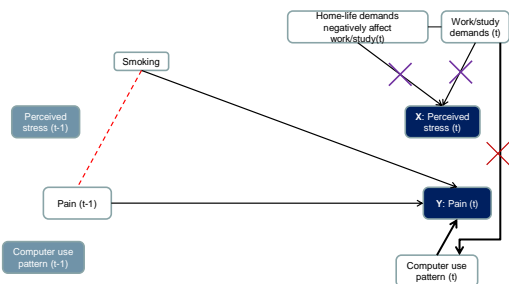 Home-life demands
negatively affect
work/study(t)
Work/study
demands (t)
Smoking
Perceived
stress (t-1)
X: Perceived
stress (t)
Pain (t-1)
Y: Pain (t)
Computer use
pattern (t-1)
Computer use
pattern (t)